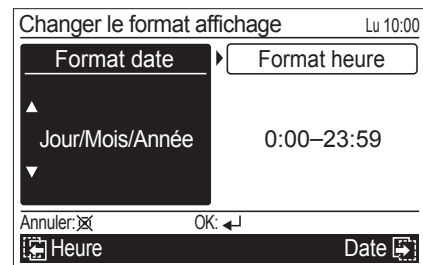 Changer le format affichage Lu 10:00
Format date Format heure
Jour/Mois/Année 0:00–23:59
Annuler: OK:
Heure Date